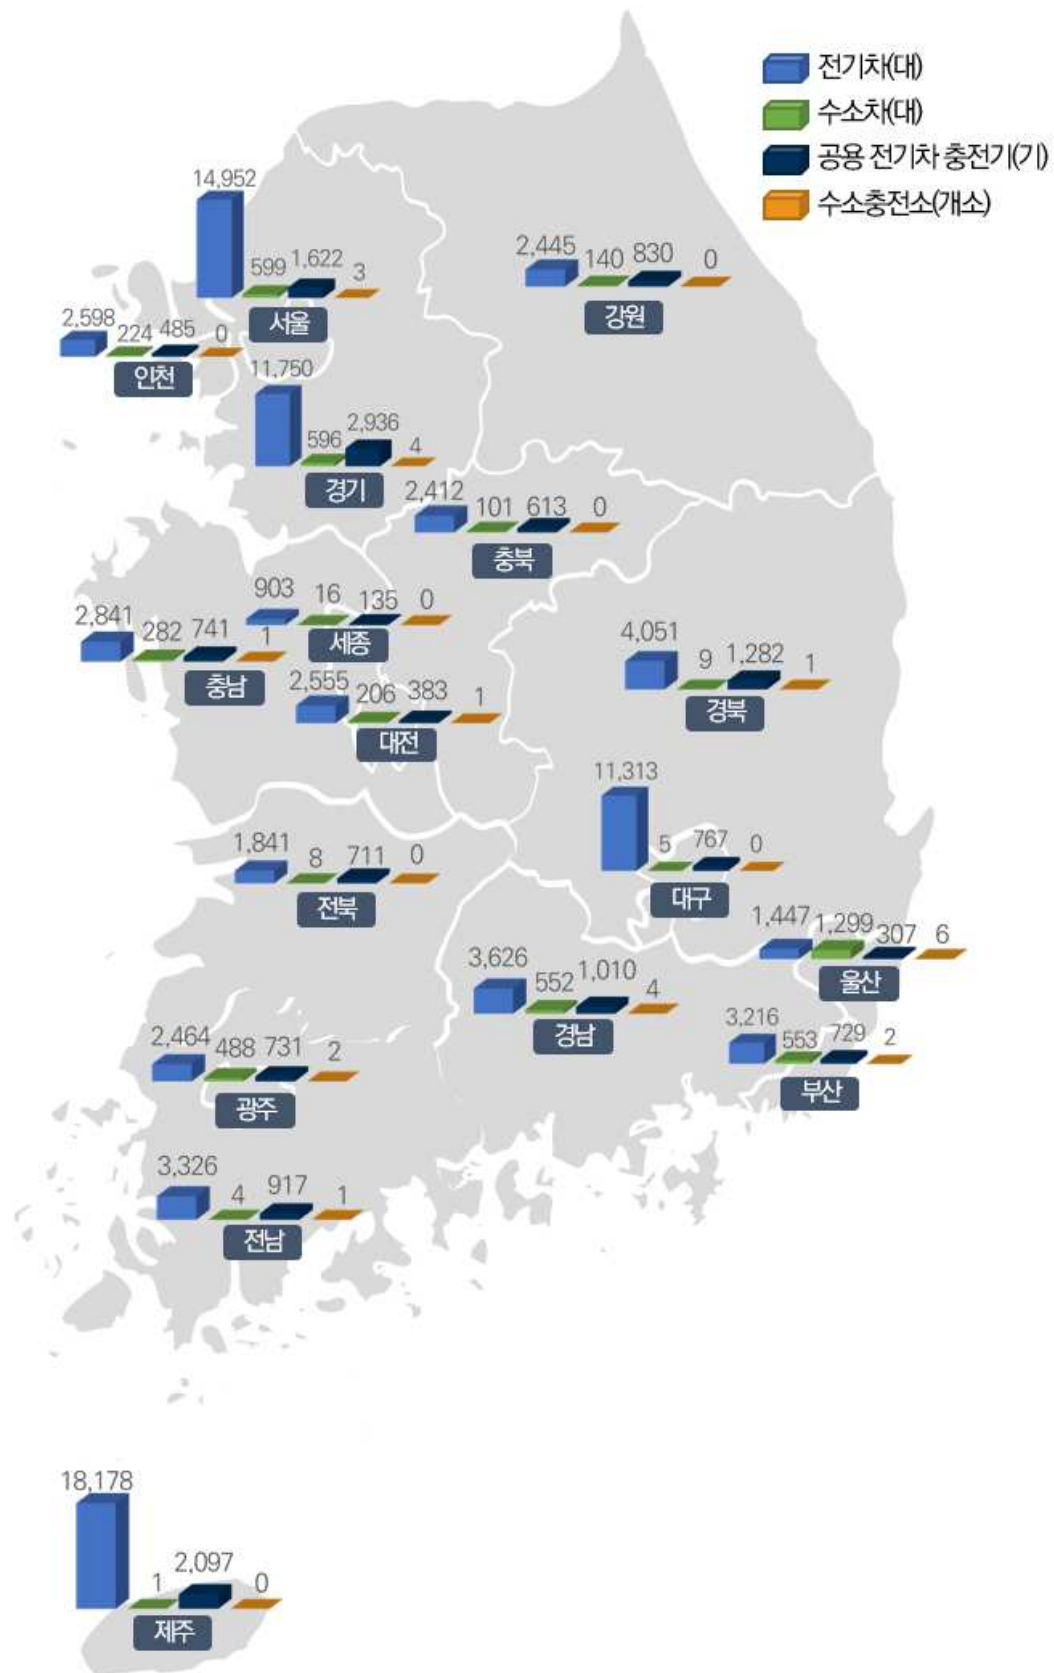 전기차(대)
수소차(대)
공용 전기차 충전기(기)
수소충전소(개소)
14,952 599 1,622 3
서울
2,445 140 830 0
강원
2,598 224 485 0
인천
11,750 596 2,936 4
경기
2,412 101 613 0
충북
903 16 135 0
세종
2,841 282 741 1
충남
4,051 9 1,282 1
경북
2,555 206 383 1
대전
11,313 5 767 0
대구
1,841 8 711 0
전북
1,447 1,299 307 6
울산
3,626 552 1,010 4
경남
3,216 553 729 2
부산
2,464 488 731 2
광주
3,326 4 917 1
전남
18,178 1 2,097 0
제주